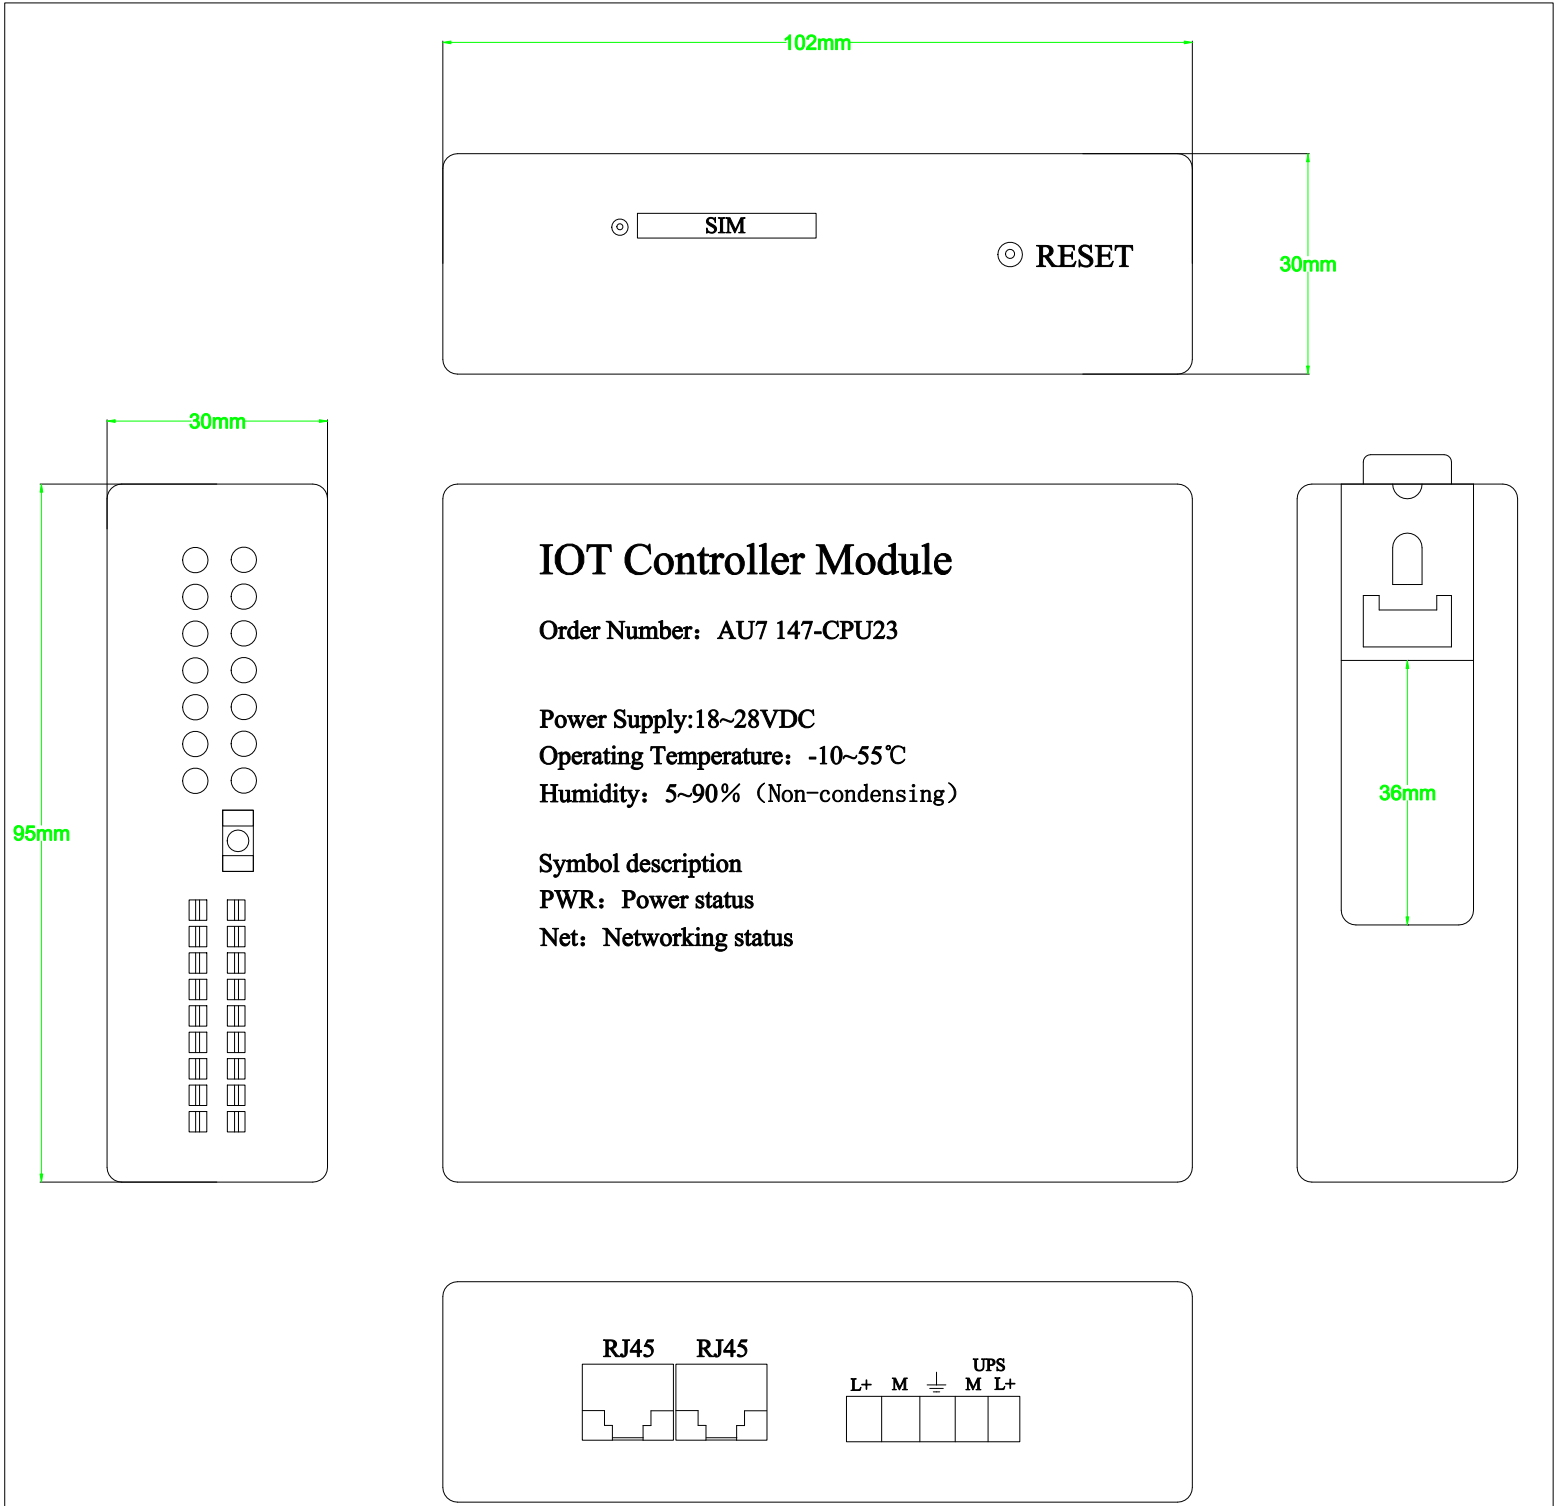 102mm
SIM
RESET
30mm
30mm
IOT Controller Module
Order Number：AU7 147-CPU23
Power Supply:18~28VDC
Operating Temperature：-10~55℃
Humidity：5~90%（Non-condensing）
95mm
36mm
Symbol description
PWR：Power status
Net：Networking status
RJ45 RJ45
UPS
L+ M ⏚ M L+